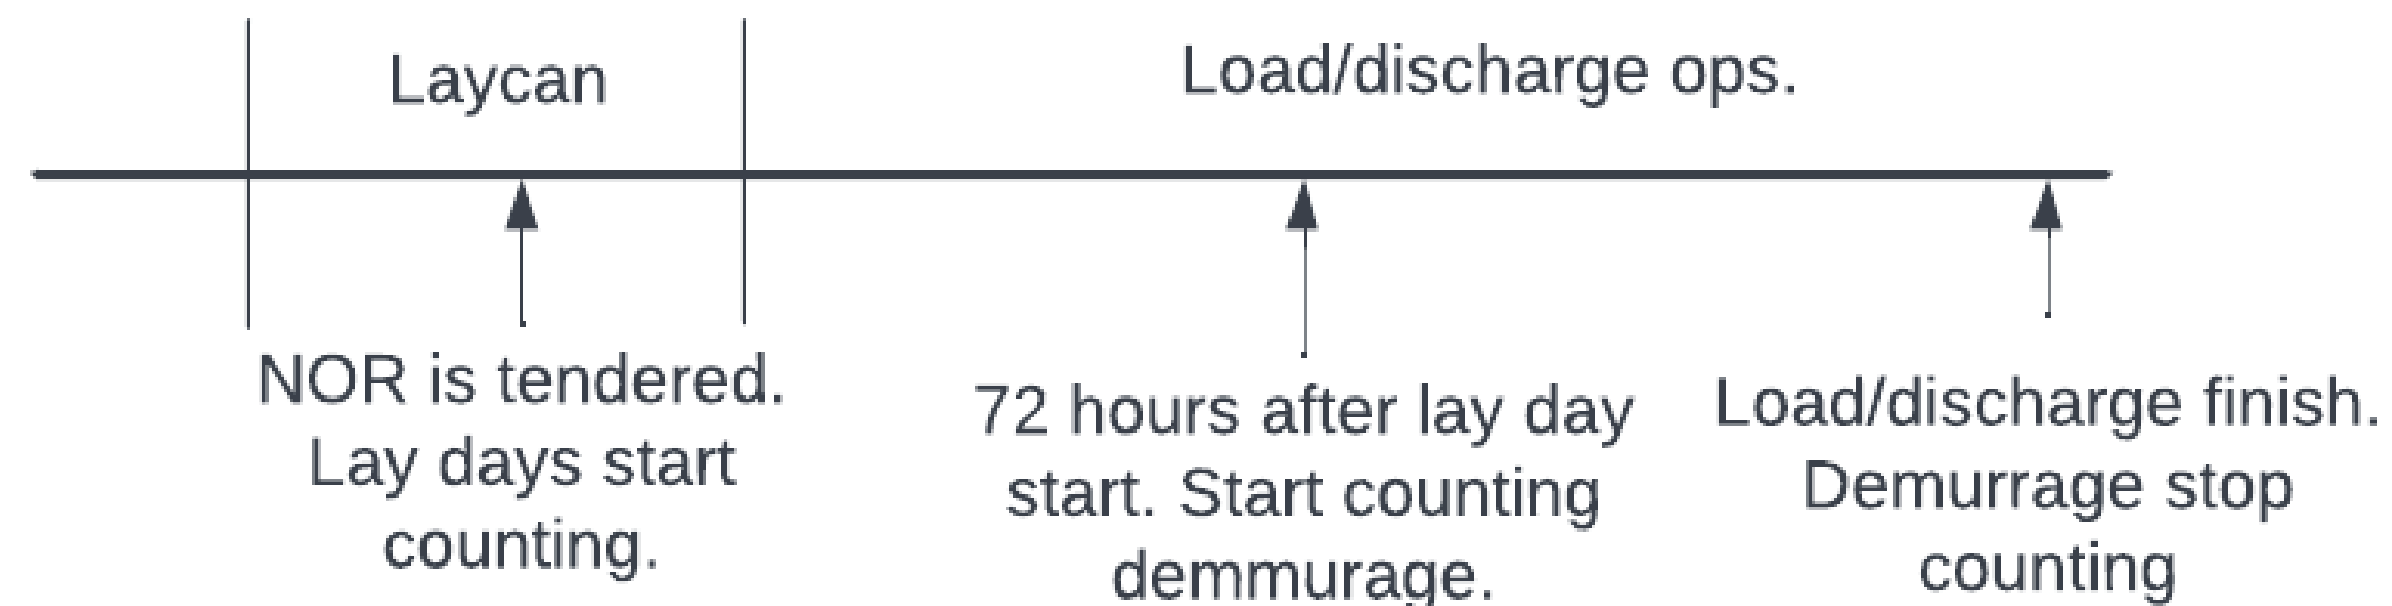 Laycan
Load/discharge ops.
NOR is tendered.
Lay days start
counting.
72 hours after lay day
start. Start counting
demmurage.
Load/discharge finish.
Demurrage stop
counting